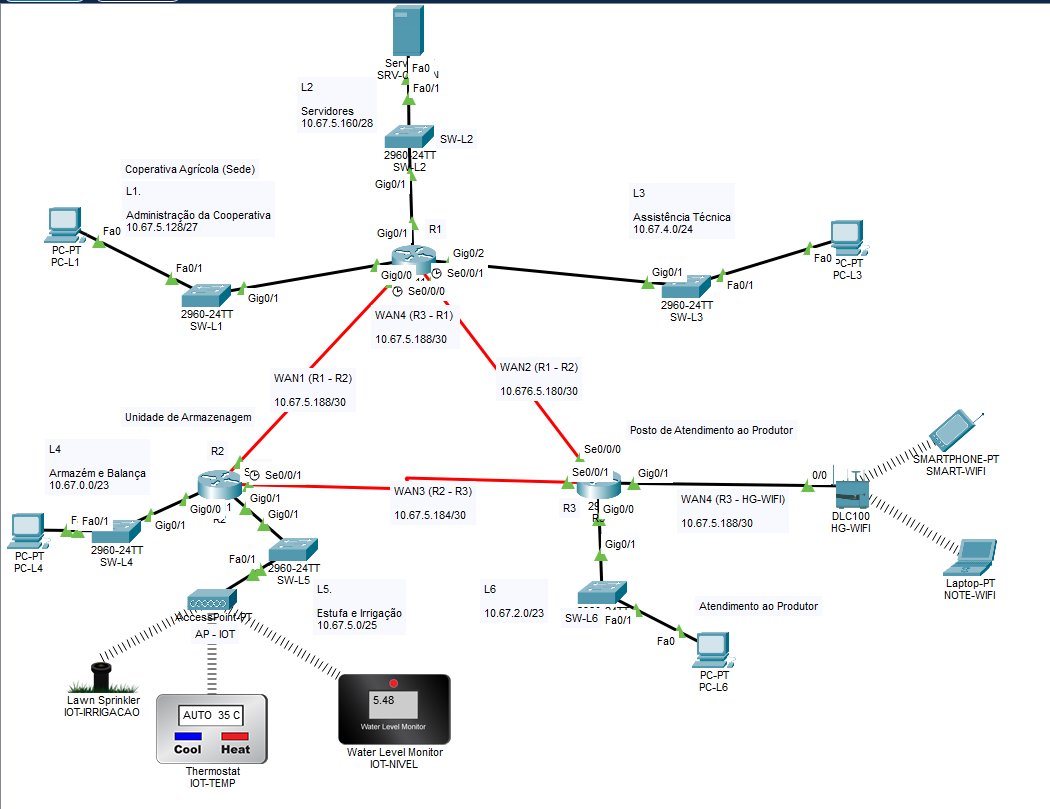 Serv
SRV-C
N
Fa0
Fa0/1
L2
Servidores
10.67.5.160/28
SW-L2
2960-24TT
SW-L2
Gig0/1
Coperativa Agrícola (Sede)
L1.
Administração da Cooperativa
10.67.5.128/27
L3
Assistência Técnica
10.67.4.0/24
R1
Gig0/1
Gig0/2
Gig0/0
Se0/0/1
Se0/0/0
Fa0
PC-PT
PC-L1
Fa0/1
Gig0/1
2960-24TT
SW-L1
Fa0
PC-PT
PC-L3
Gig0/1
Fa0/1
2960-24TT
SW-L3
WAN4 (R3 - R1)
10.67.5.188/30
WAN1 (R1 - R2)
10.67.5.188/30
WAN2 (R1 - R2)
10.676.5.180/30
Unidade de Armazenagem
Posto de Atendimento ao Produtor
L4
Armazém e Balança
10.67.0.0/23
R2
Se0/0/1
Gig0/1
Gig0/0
R2
Se0/0/0
Se0/0/1
Gig0/1
R3
Gig0/0
WAN3 (R2 - R3)
10.67.5.184/30
WAN4 (R3 - HG-WIFI)
10.67.5.188/30
0/0
DLC100
HG-WIFI
SMARTPHONE-PT
SMART-WIFI
Laptop-PT
NOTE-WIFI
Fa0/1
Gig0/1
PC-PT
PC-L4
2960-24TT
SW-L4
Gig0/1
Fa0/1
2960-24TT
SW-L5
AccessPoint-PT
AP - IOT
L5.
Estufa e Irrigação
10.67.5.0/25
L6
10.67.2.0/23
Gig0/1
SW-L6
Fa0/1
Atendimento ao Produtor
Fa0
PC-PT
PC-L6
Lawn Sprinkler
IOT-IRRIGACAO
AUTO 35 C
Cool
Heat
Thermostat
IOT-TEMP
5.48
Water Level Monitor
Water Level Monitor
IOT-NIVEL